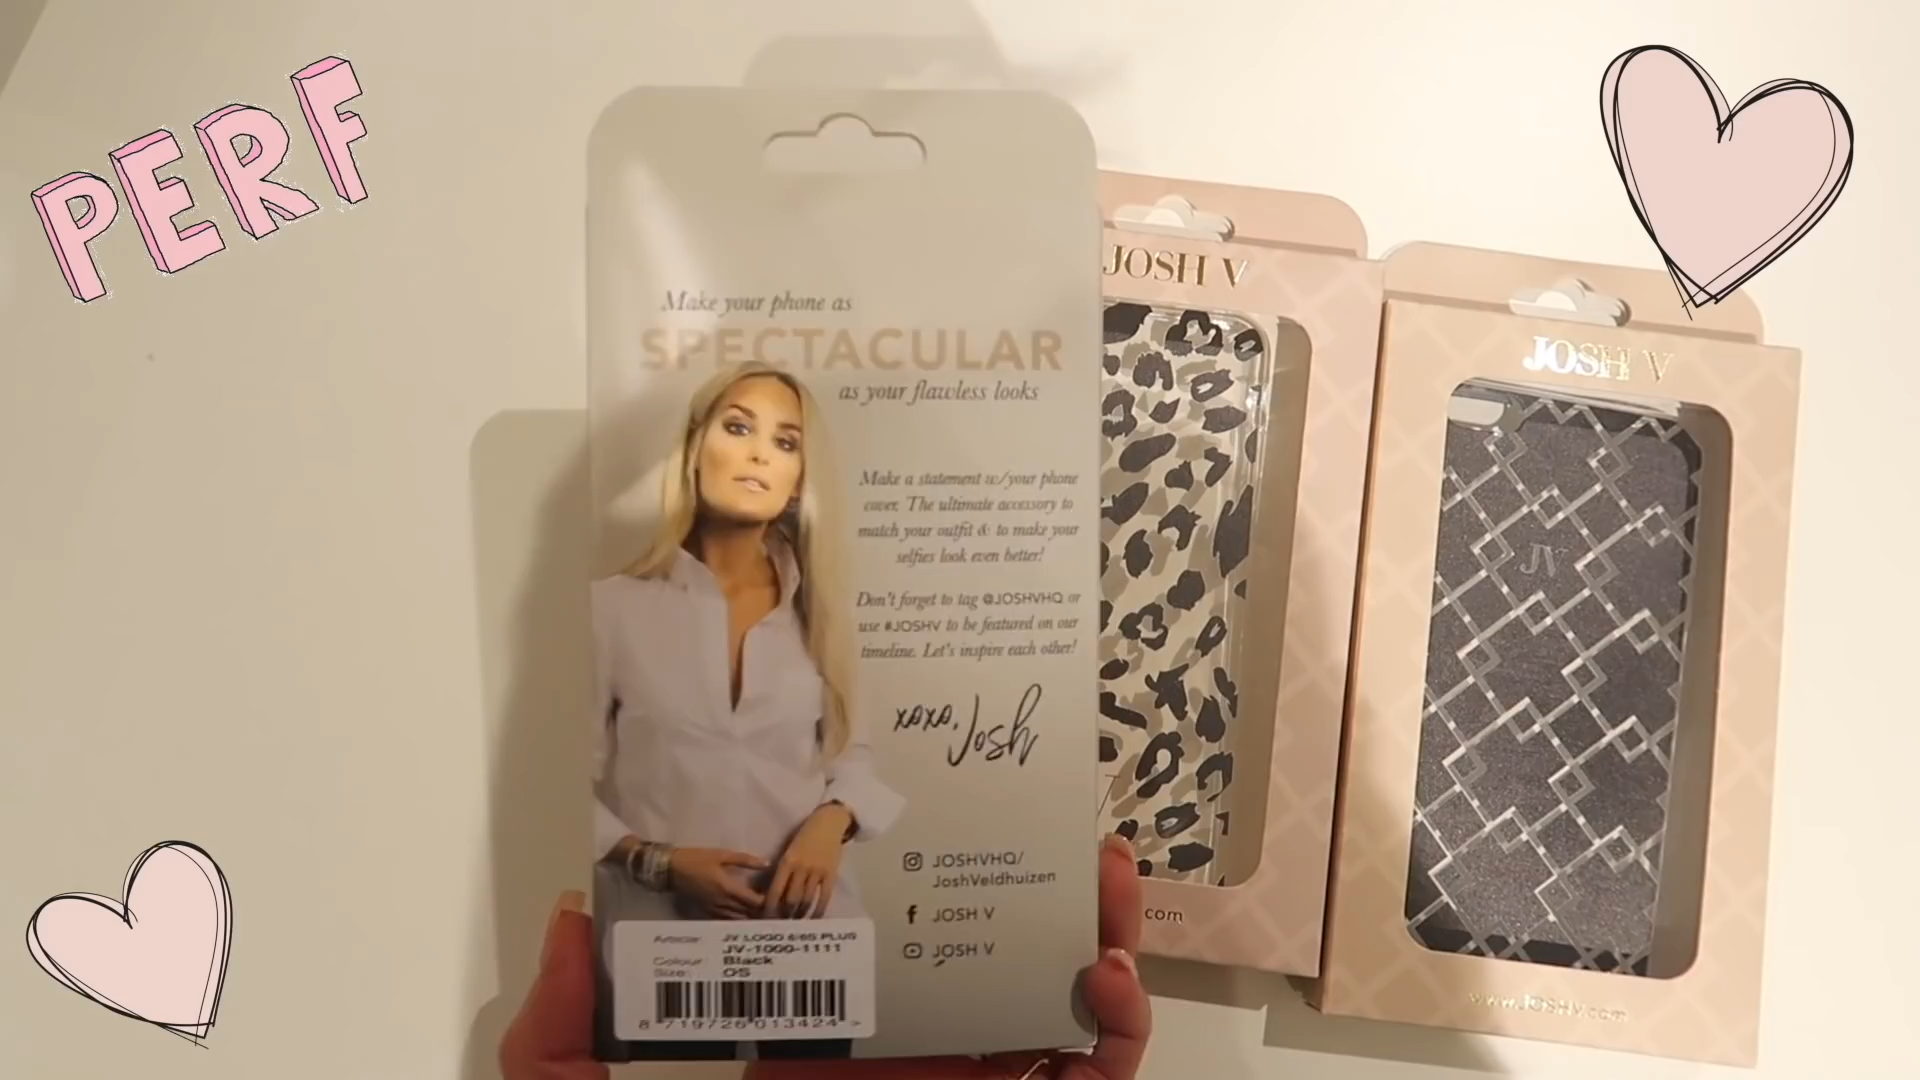 PERF
Make your phone as
SPECTACULAR
as your flawless looks
Make a statement w/your phone
cover. The ultimate accessory to
match your outfit & to make your
selfies look even better!
Don't forget to tag @JOSHVHQ or
use #JOSHV to be featured on our
timeline. Let's inspire each other!
xoxo, Josh
JOSHVHQ/
JoshVeldhuizen
JOSH V
JOSH V
Article: JV LOGO 6/6S PLUS
JV-1000-1111
Colour: Black
Size: OS
8 719726 013424 >
JOSH V
.com
JOSH V
JV
www.JOSHV.com